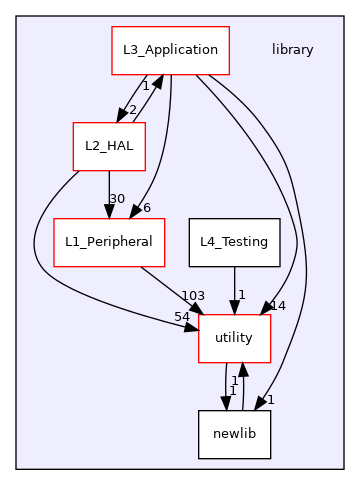 L3_Application
library
1
2
L2_HAL
30
6
L1_Peripheral
L4_Testing
103
1
14
54
utility
1
1
1
newlib